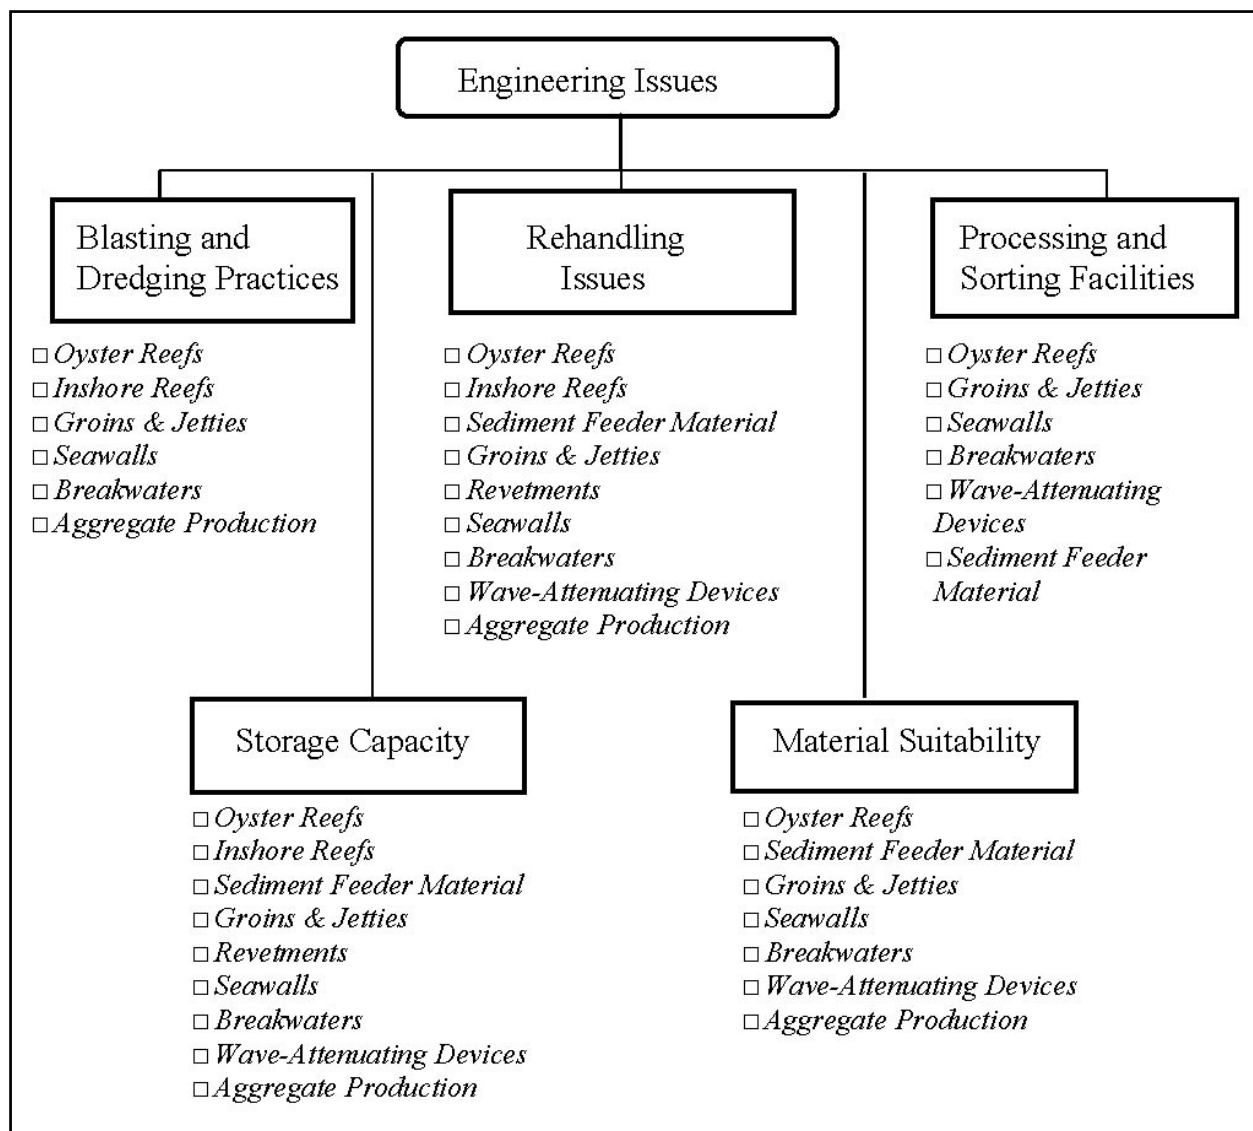 Engineering Issues
Blasting and
Dredging Practices
□ Oyster Reefs
□ Inshore Reefs
□ Groins & Jetties
□ Seawalls
□ Breakwaters
□ Aggregate Production
Rehandling
Issues
□ Oyster Reefs
□ Inshore Reefs
□ Sediment Feeder Material
□ Groins & Jetties
□ Revetments
□ Seawalls
□ Breakwaters
□ Wave-Attenuating Devices
□ Aggregate Production
Processing and
Sorting Facilities
□ Oyster Reefs
□ Groins & Jetties
□ Seawalls
□ Breakwaters
□ Wave-Attenuating
Devices
□ Sediment Feeder
Material
Storage Capacity
□ Oyster Reefs
□ Inshore Reefs
□ Sediment Feeder Material
□ Groins & Jetties
□ Revetments
□ Seawalls
□ Breakwaters
□ Wave-Attenuating Devices
□ Aggregate Production
Material Suitability
□ Oyster Reefs
□ Sediment Feeder Material
□ Groins & Jetties
□ Seawalls
□ Breakwaters
□ Wave-Attenuating Devices
□ Aggregate Production